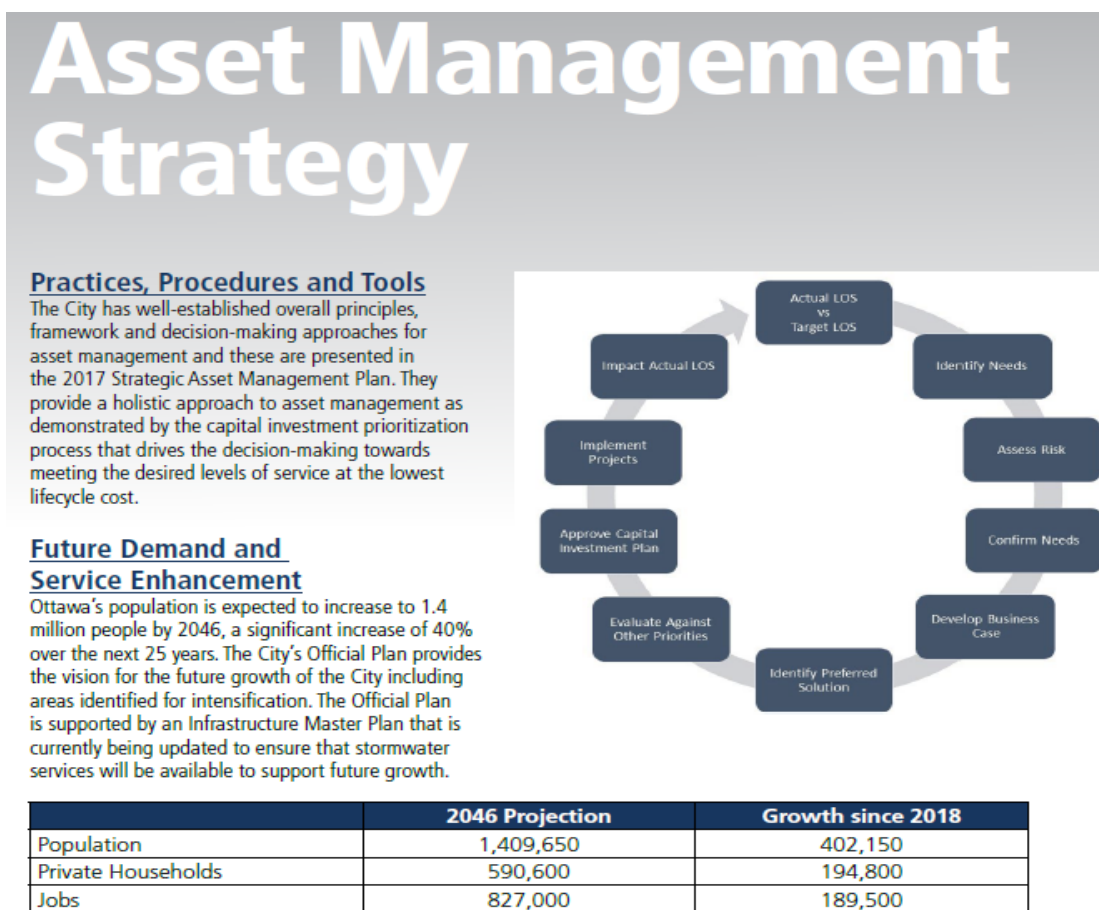 Asset Management
Strategy
Practices, Procedures and Tools
The City has well-established overall principles,
framework and decision-making approaches for
asset management and these are presented in
the 2017 Strategic Asset Management Plan. They
provide a holistic approach to asset management as
demonstrated by the capital investment prioritization
process that drives the decision-making towards
meeting the desired levels of service at the lowest
lifecycle cost.
Future Demand and
Service Enhancement
Ottawa's population is expected to increase to 1.4
million people by 2046, a significant increase of 40%
over the next 25 years. The City's Official Plan provides
the vision for the future growth of the City including
areas identified for intensification. The Official Plan
is supported by an Infrastructure Master Plan that is
currently being updated to ensure that stormwater
services will be available to support future growth.
Actual LOS
vs
Target LOS
Identify Needs
Assess Risk
Confirm Needs
Develop Business
Case
Identify Preferred
Solution
Evaluate Against
Other Priorities
Approve Capital
Investment Plan
Implement
Projects
Impact Actual LOS
2046 Projection Growth since 2018
Population 1,409,650 402,150
Private Households 590,600 194,800
Jobs 827,000 189,500